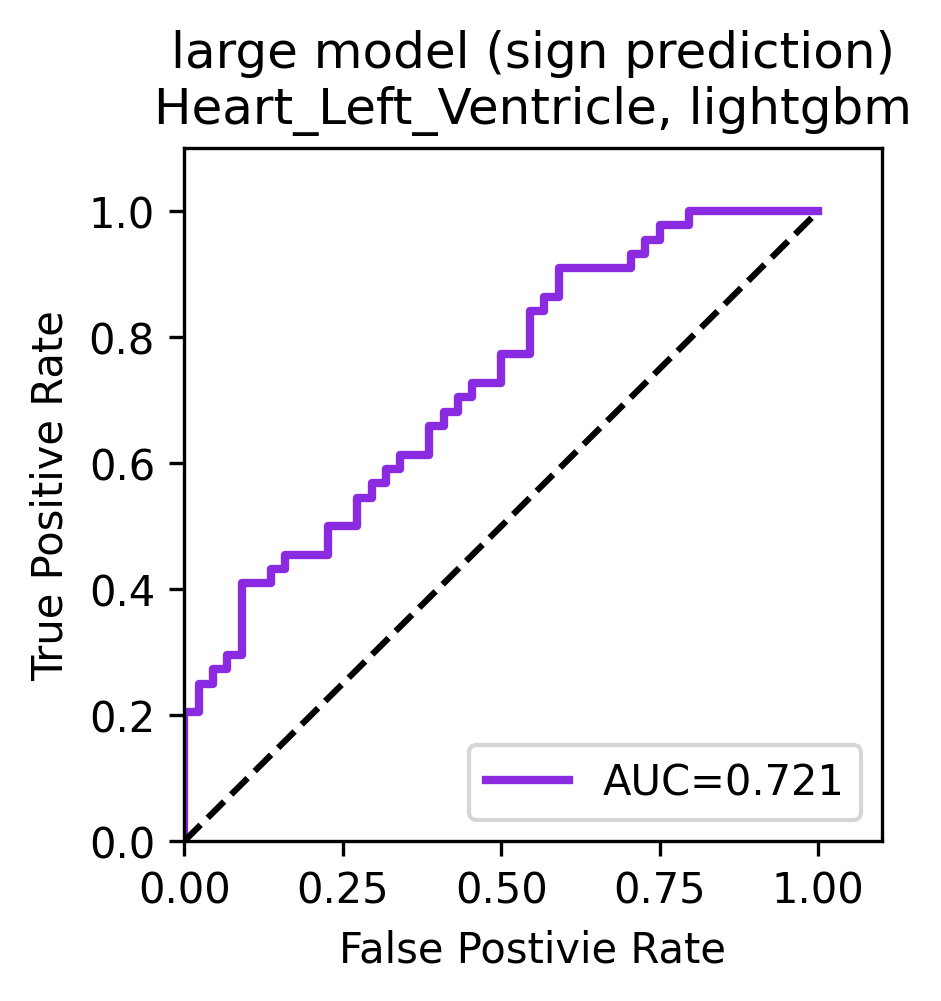 large model (sign prediction)
Heart_Left_Ventricle, lightgbm
1.0
0.8
0.6
0.4
0.2
0.0
True Positive Rate
AUC=0.721
0.00 0.25 0.50 0.75 1.00
False Postivie Rate